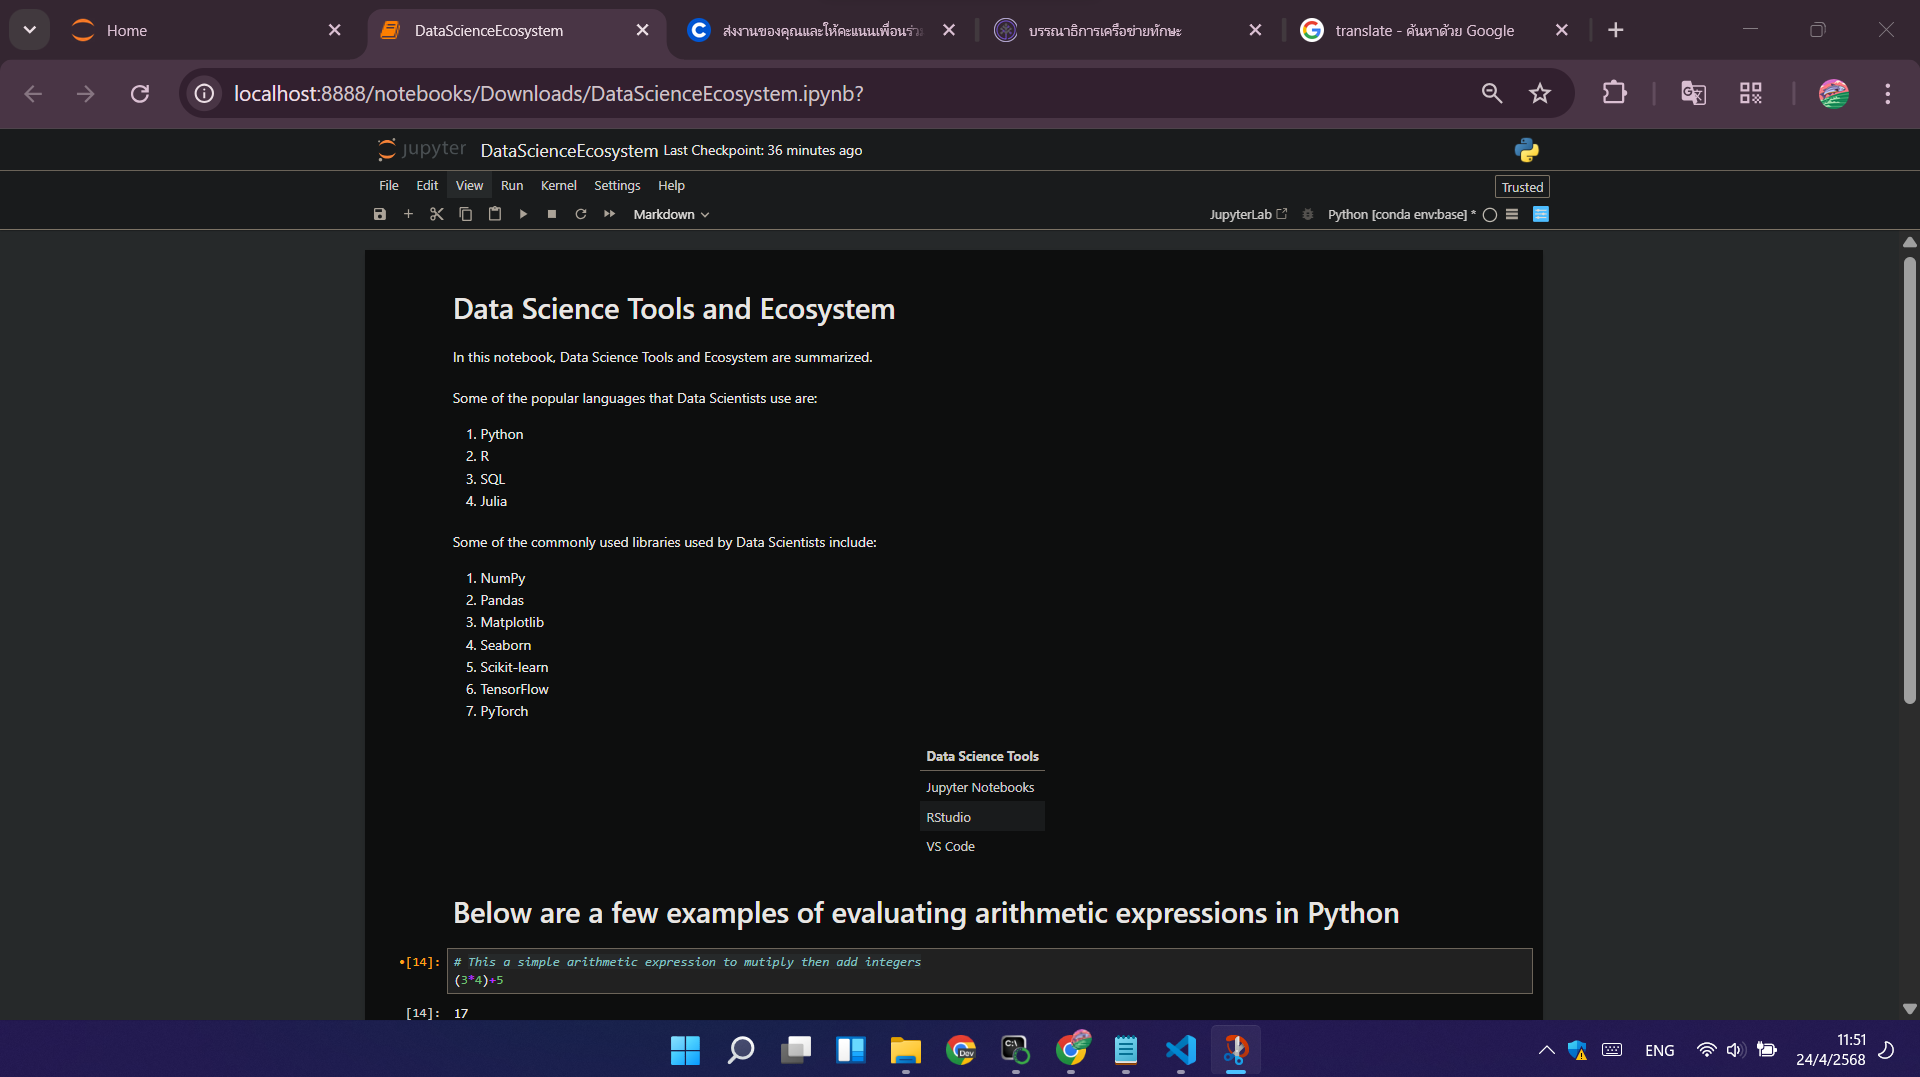 Home
DataScienceEcosystem
ส่งงานของคุณและให้คะแนนเพื่อนร่ว
บรรณาธิการเครือข่ายทักษะ
translate - ค้นหาด้วย Google
localhost:8888/notebooks/Downloads/DataScienceEcosystem.ipynb?
jupyter DataScienceEcosystem Last Checkpoint: 36 minutes ago
File Edit View Run Kernel Settings Help
Trusted
Markdown
JupyterLab
Python [conda env:base] *
Data Science Tools and Ecosystem
In this notebook, Data Science Tools and Ecosystem are summarized.
Some of the popular languages that Data Scientists use are:
1. Python
2. R
3. SQL
4. Julia
Some of the commonly used libraries used by Data Scientists include:
1. NumPy
2. Pandas
3. Matplotlib
4. Seaborn
5. Scikit-learn
6. TensorFlow
7. PyTorch
Data Science Tools
Jupyter Notebooks
RStudio
VS Code
Below are a few examples of evaluating arithmetic expressions in Python
•[14]: # This a simple arithmetic expression to mutiply then add integers
(3*4)+5
[14]: 17
Dev
C:\
ENG
11:51
24/4/2568